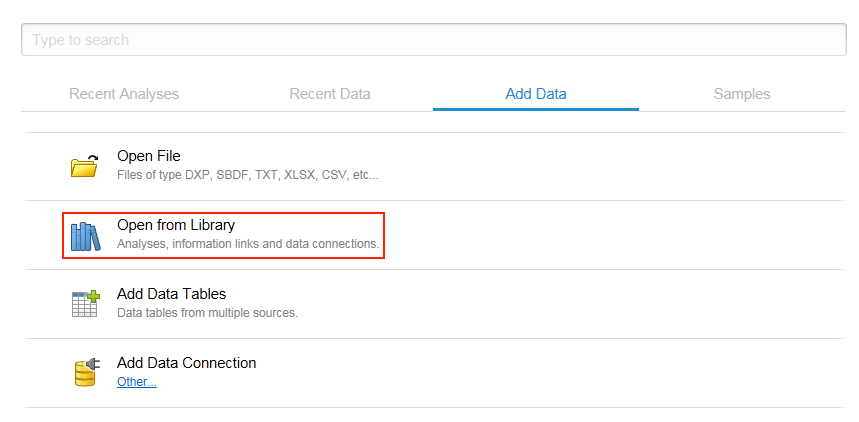 Type to search
Recent Analyses Recent Data Add Data Samples
Open File
Files of type DXP, SBDF, TXT, XLSX, CSV, etc...
Open from Library
Analyses, information links and data connections.
Add Data Tables
Data tables from multiple sources.
Add Data Connection
Other...